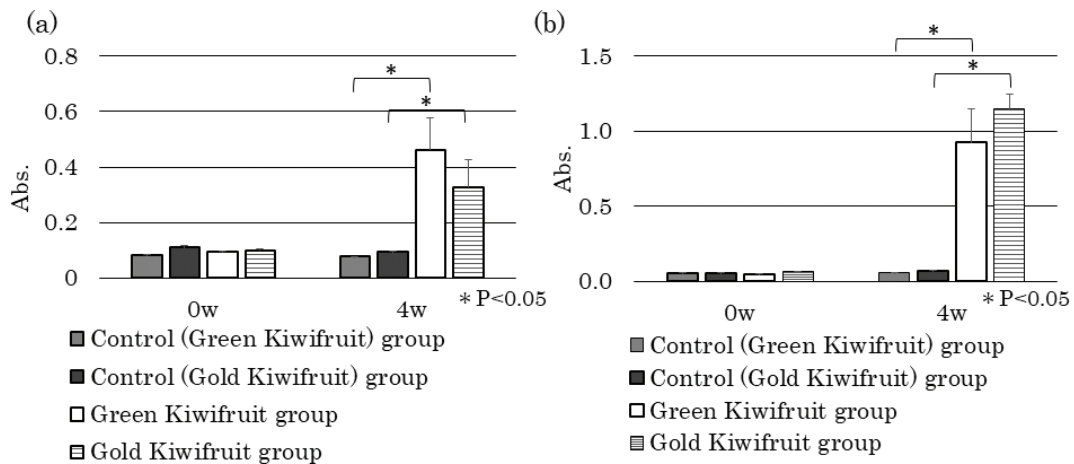 (a)
0.8
0.6
0.4
0.2
0
Abs.
*
*
0w
4w
* P<0.05
Control (Green Kiwifruit) group
Control (Gold Kiwifruit) group
Green Kiwifruit group
Gold Kiwifruit group
(b)
1.5
1.0
0.5
0.0
Abs.
*
*
0w
4w
* P<0.05
Control (Green Kiwifruit) group
Control (Gold Kiwifruit) group
Green Kiwifruit group
Gold Kiwifruit group